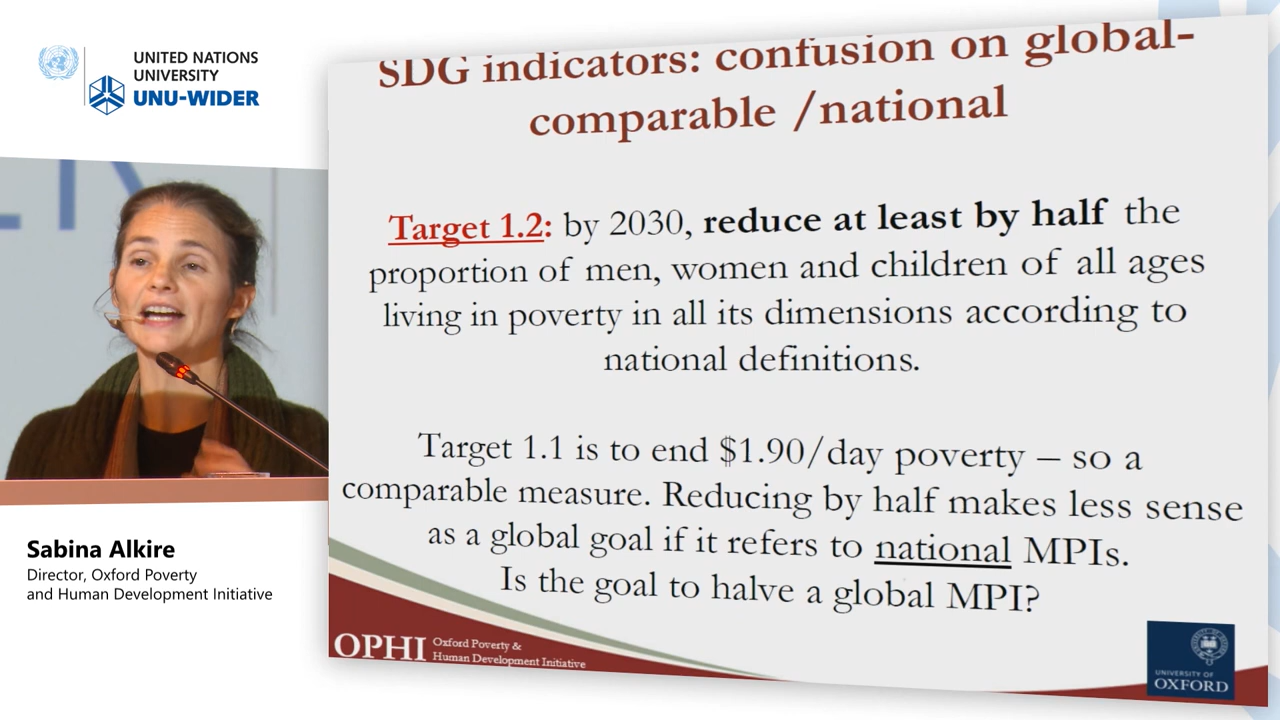 UNITED NATIONS
UNIVERSITY
UNU-WIDER
SDG indicators: confusion on global-
comparable /national
Target 1.2: by 2030, reduce at least by half the
proportion of men, women and children of all ages
living in poverty in all its dimensions according to
national definitions.
Target 1.1 is to end $1.90/day poverty – so a
comparable measure. Reducing by half makes less sense
as a global goal if it refers to national MPIs.
Is the goal to halve a global MPI?
OPHI Oxford Poverty &
Human Development Initiative
UNIVERSITY OF
OXFORD
Sabina Alkire
Director, Oxford Poverty
and Human Development Initiative